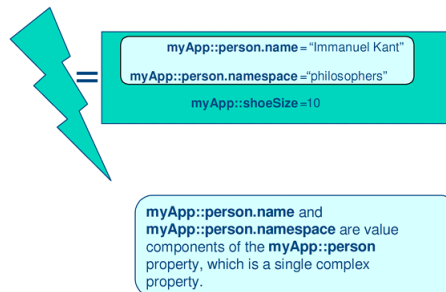 myApp::person.name=“Immanuel Kant”
=
myApp::person.namespace=“philosophers”
myApp::shoeSize=10
myApp::person.name and
myApp::person.namespace are value
components of the myApp::person
property, which is a single complex
property.